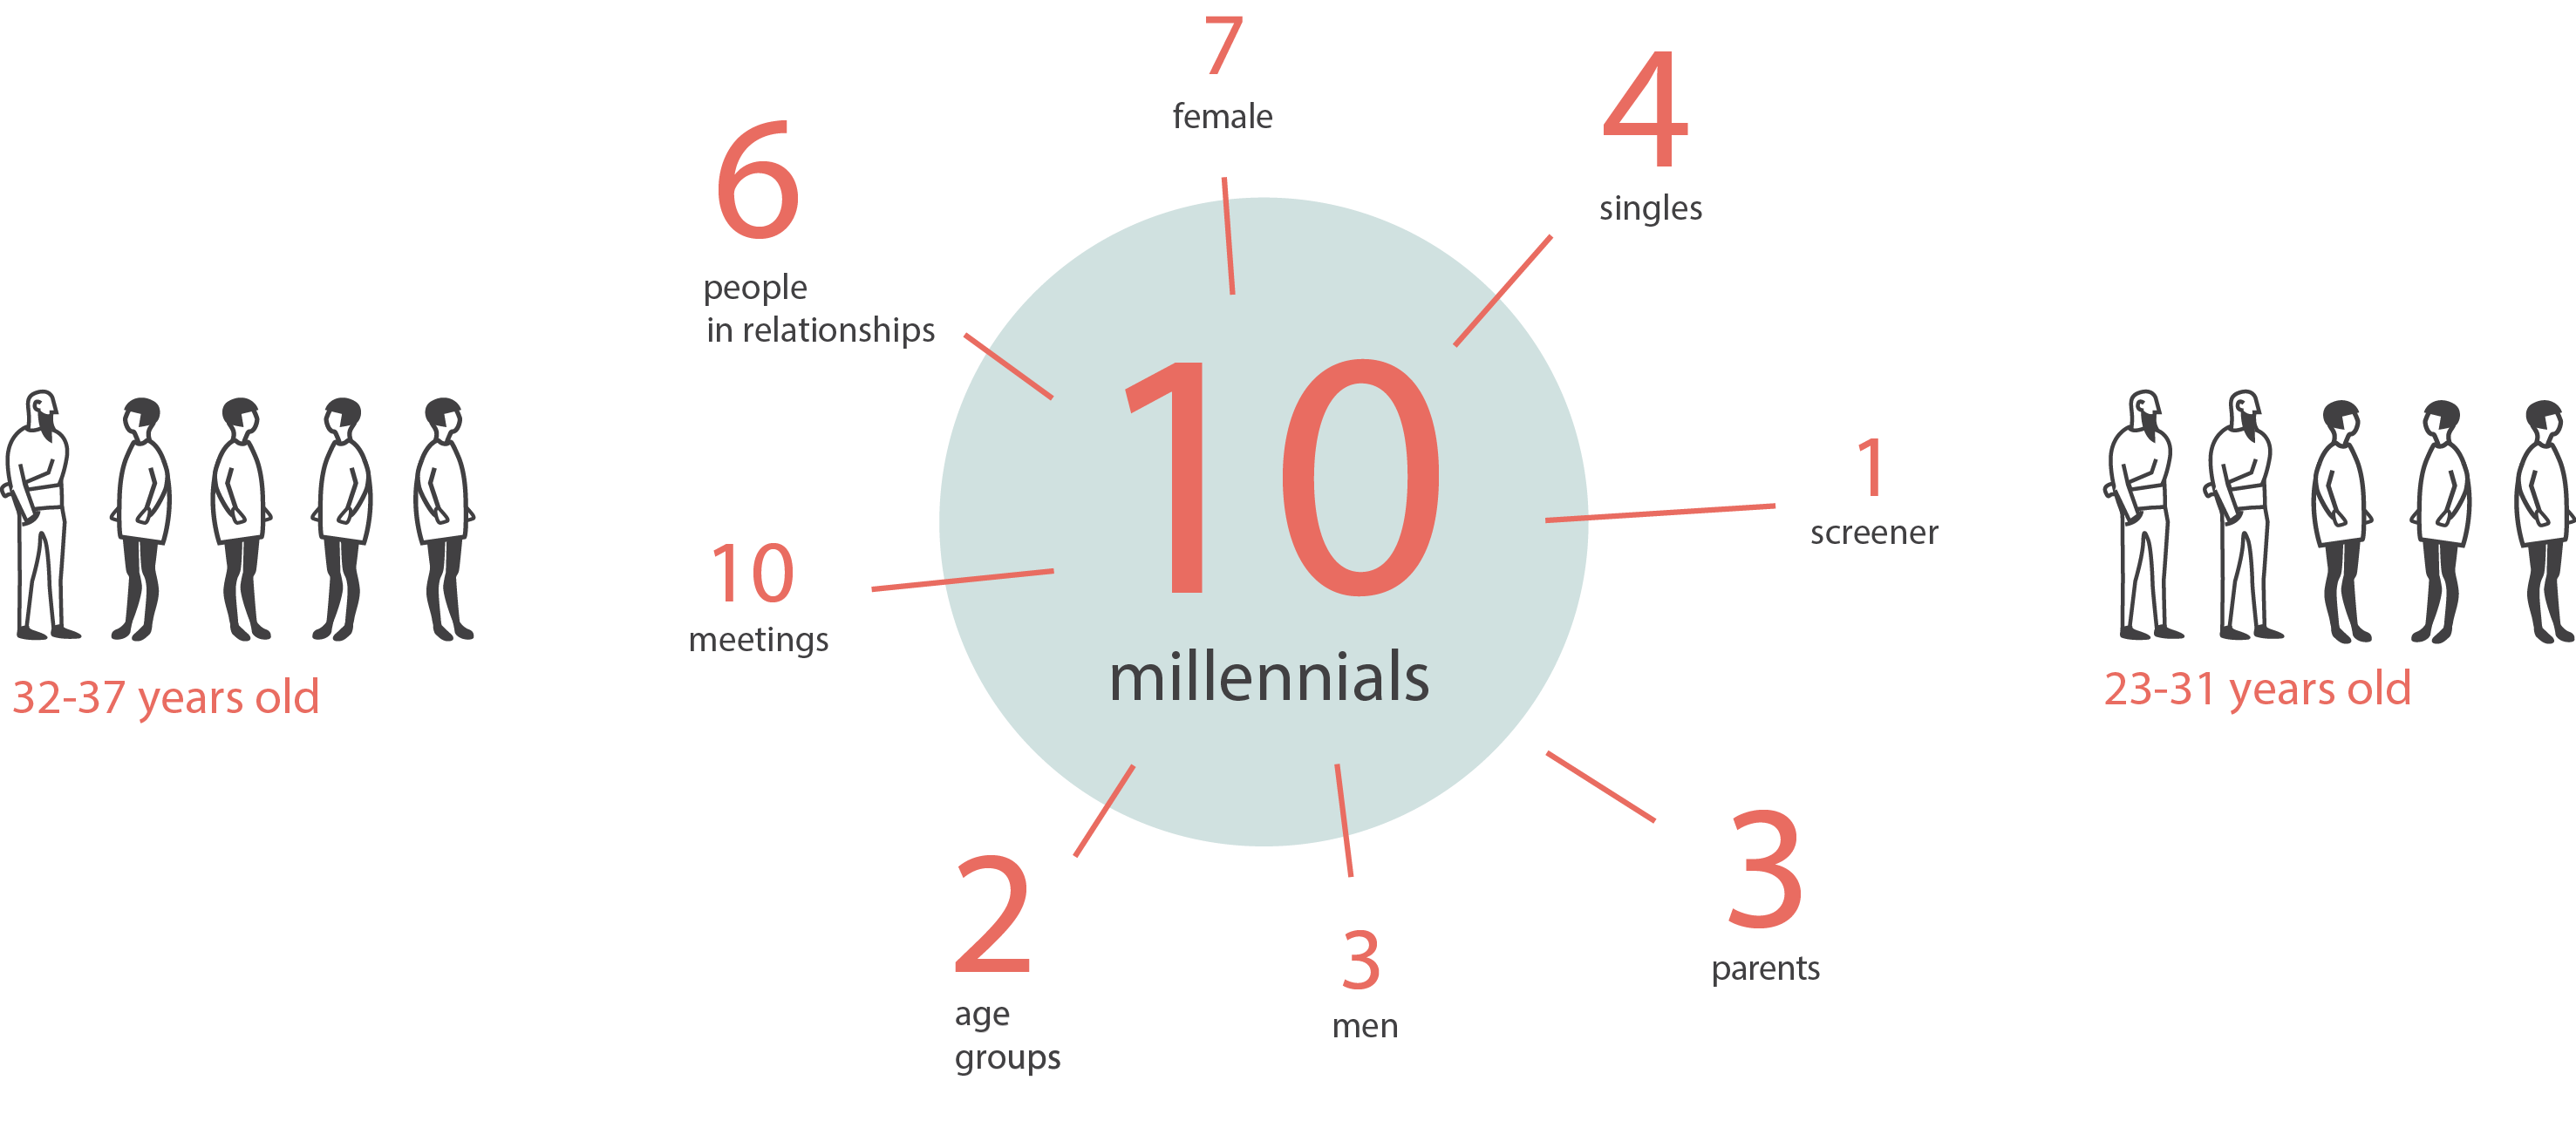 7
female
4
singles
6
people
in relationships
10
millennials
1
screener
10
meetings
32-37 years old
23-31 years old
2
age
groups
3
men
3
parents